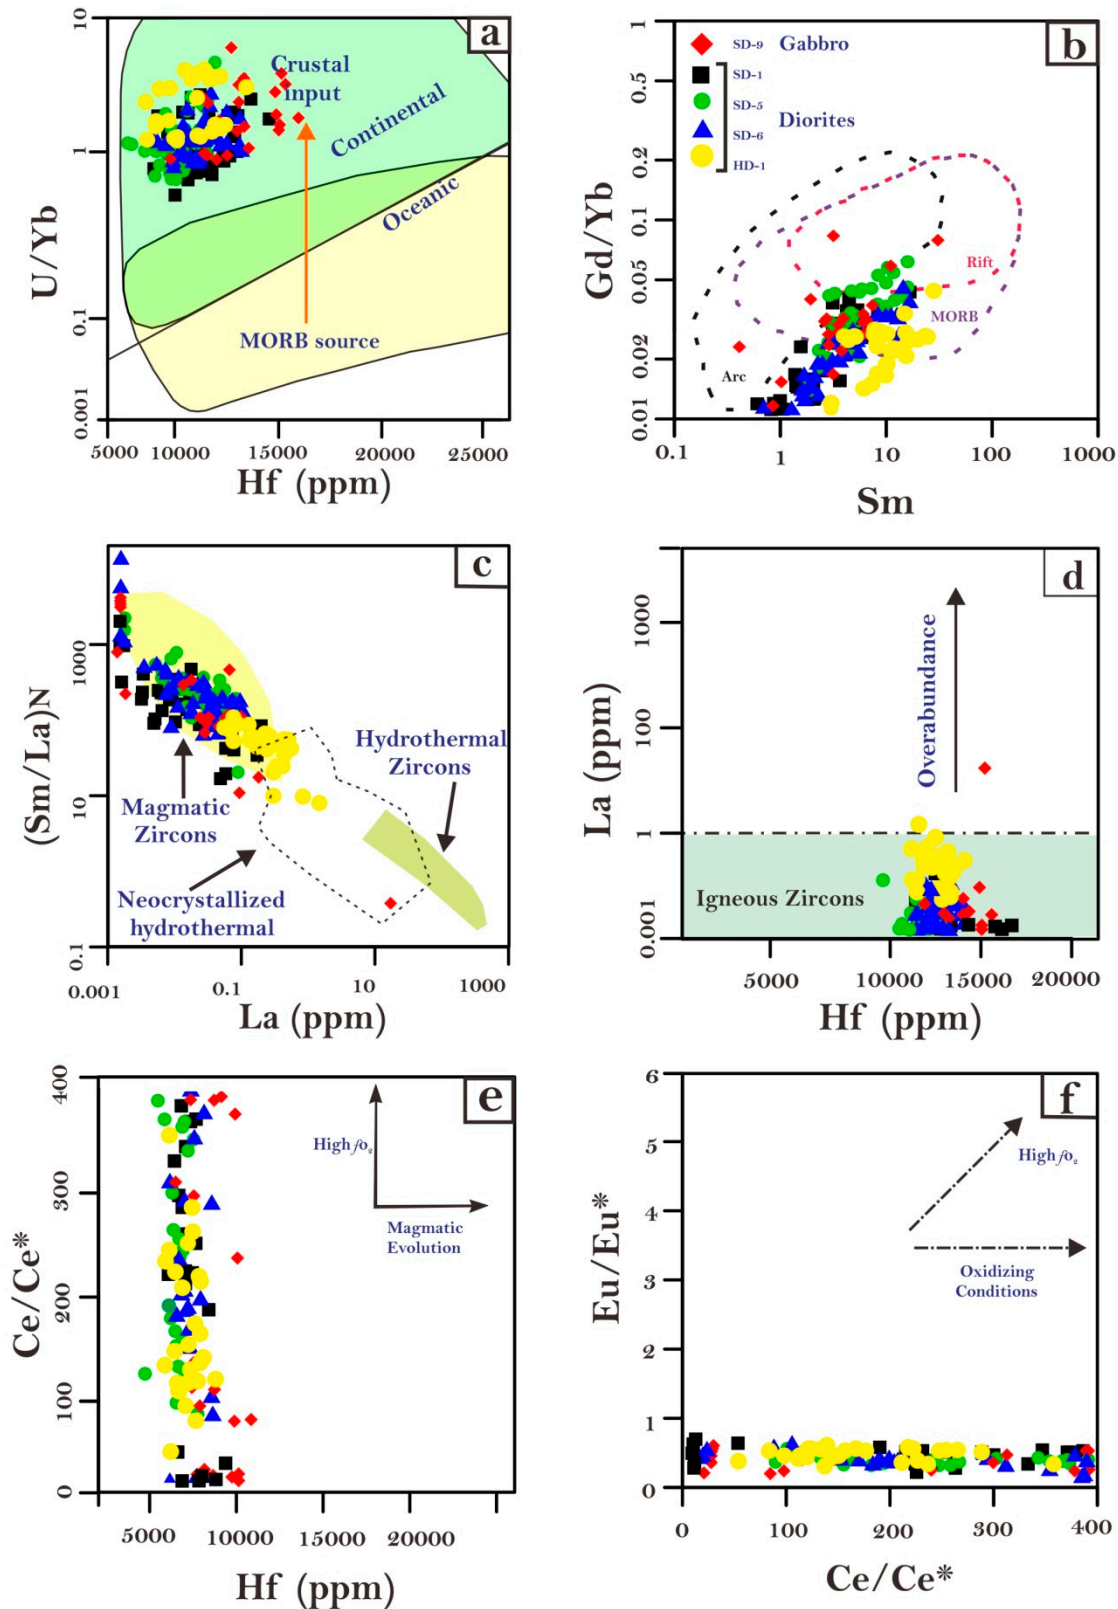 a
10
1
0.1
0.001
U/Yb
Crustal
input
Continental
Oceanic
MORB source
5000
10000
15000
20000
25000
Hf (ppm)
b
1
0.5
0.2
0.1
0.05
0.02
0.01
Gd/Yb
SD-9 Gabbro
SD-1
SD-5
Diorites
SD-6
HD-1
Rift
MORB
Arc
0.1
1
10
100
1000
Sm
c
1000
10
0.1
(Sm/La)N
Hydrothermal
Zircons
Magmatic
Zircons
Neocrystallized
hydrothermal
0.001
0.1
10
1000
La (ppm)
d
1000
100
1
0.001
La (ppm)
Overabundance
Igneous Zircons
5000
10000
15000
20000
Hf (ppm)
e
400
300
200
100
0
Ce/Ce*
High fo₂
Magmatic
Evolution
5000
10000
15000
20000
Hf (ppm)
f
6
5
4
3
2
1
0
Eu/Eu*
High fo₂
Oxidizing
Conditions
0
100
200
300
400
Ce/Ce*